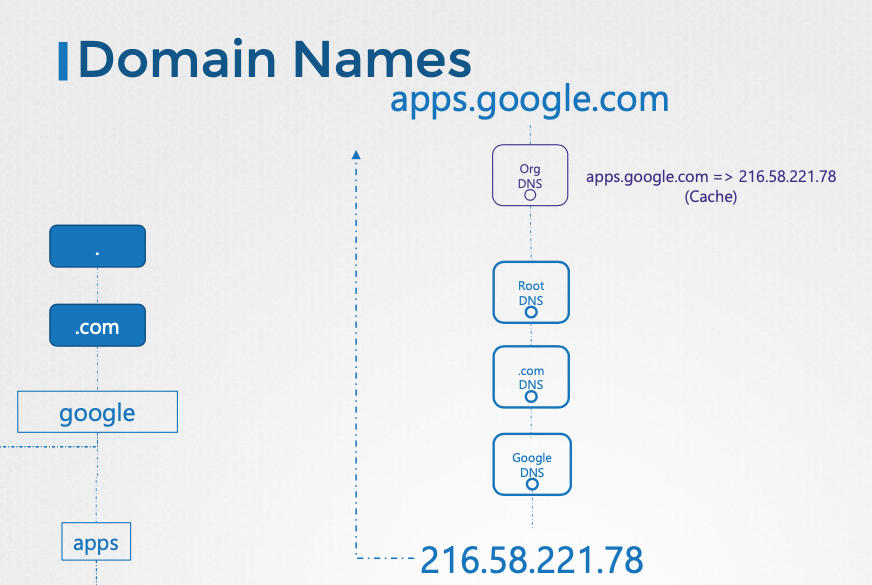 Domain Names
apps.google.com
Org
DNS
apps.google.com => 216.58.221.78
(Cache)
.
.com
google
apps
Root
DNS
.com
DNS
Google
DNS
216.58.221.78